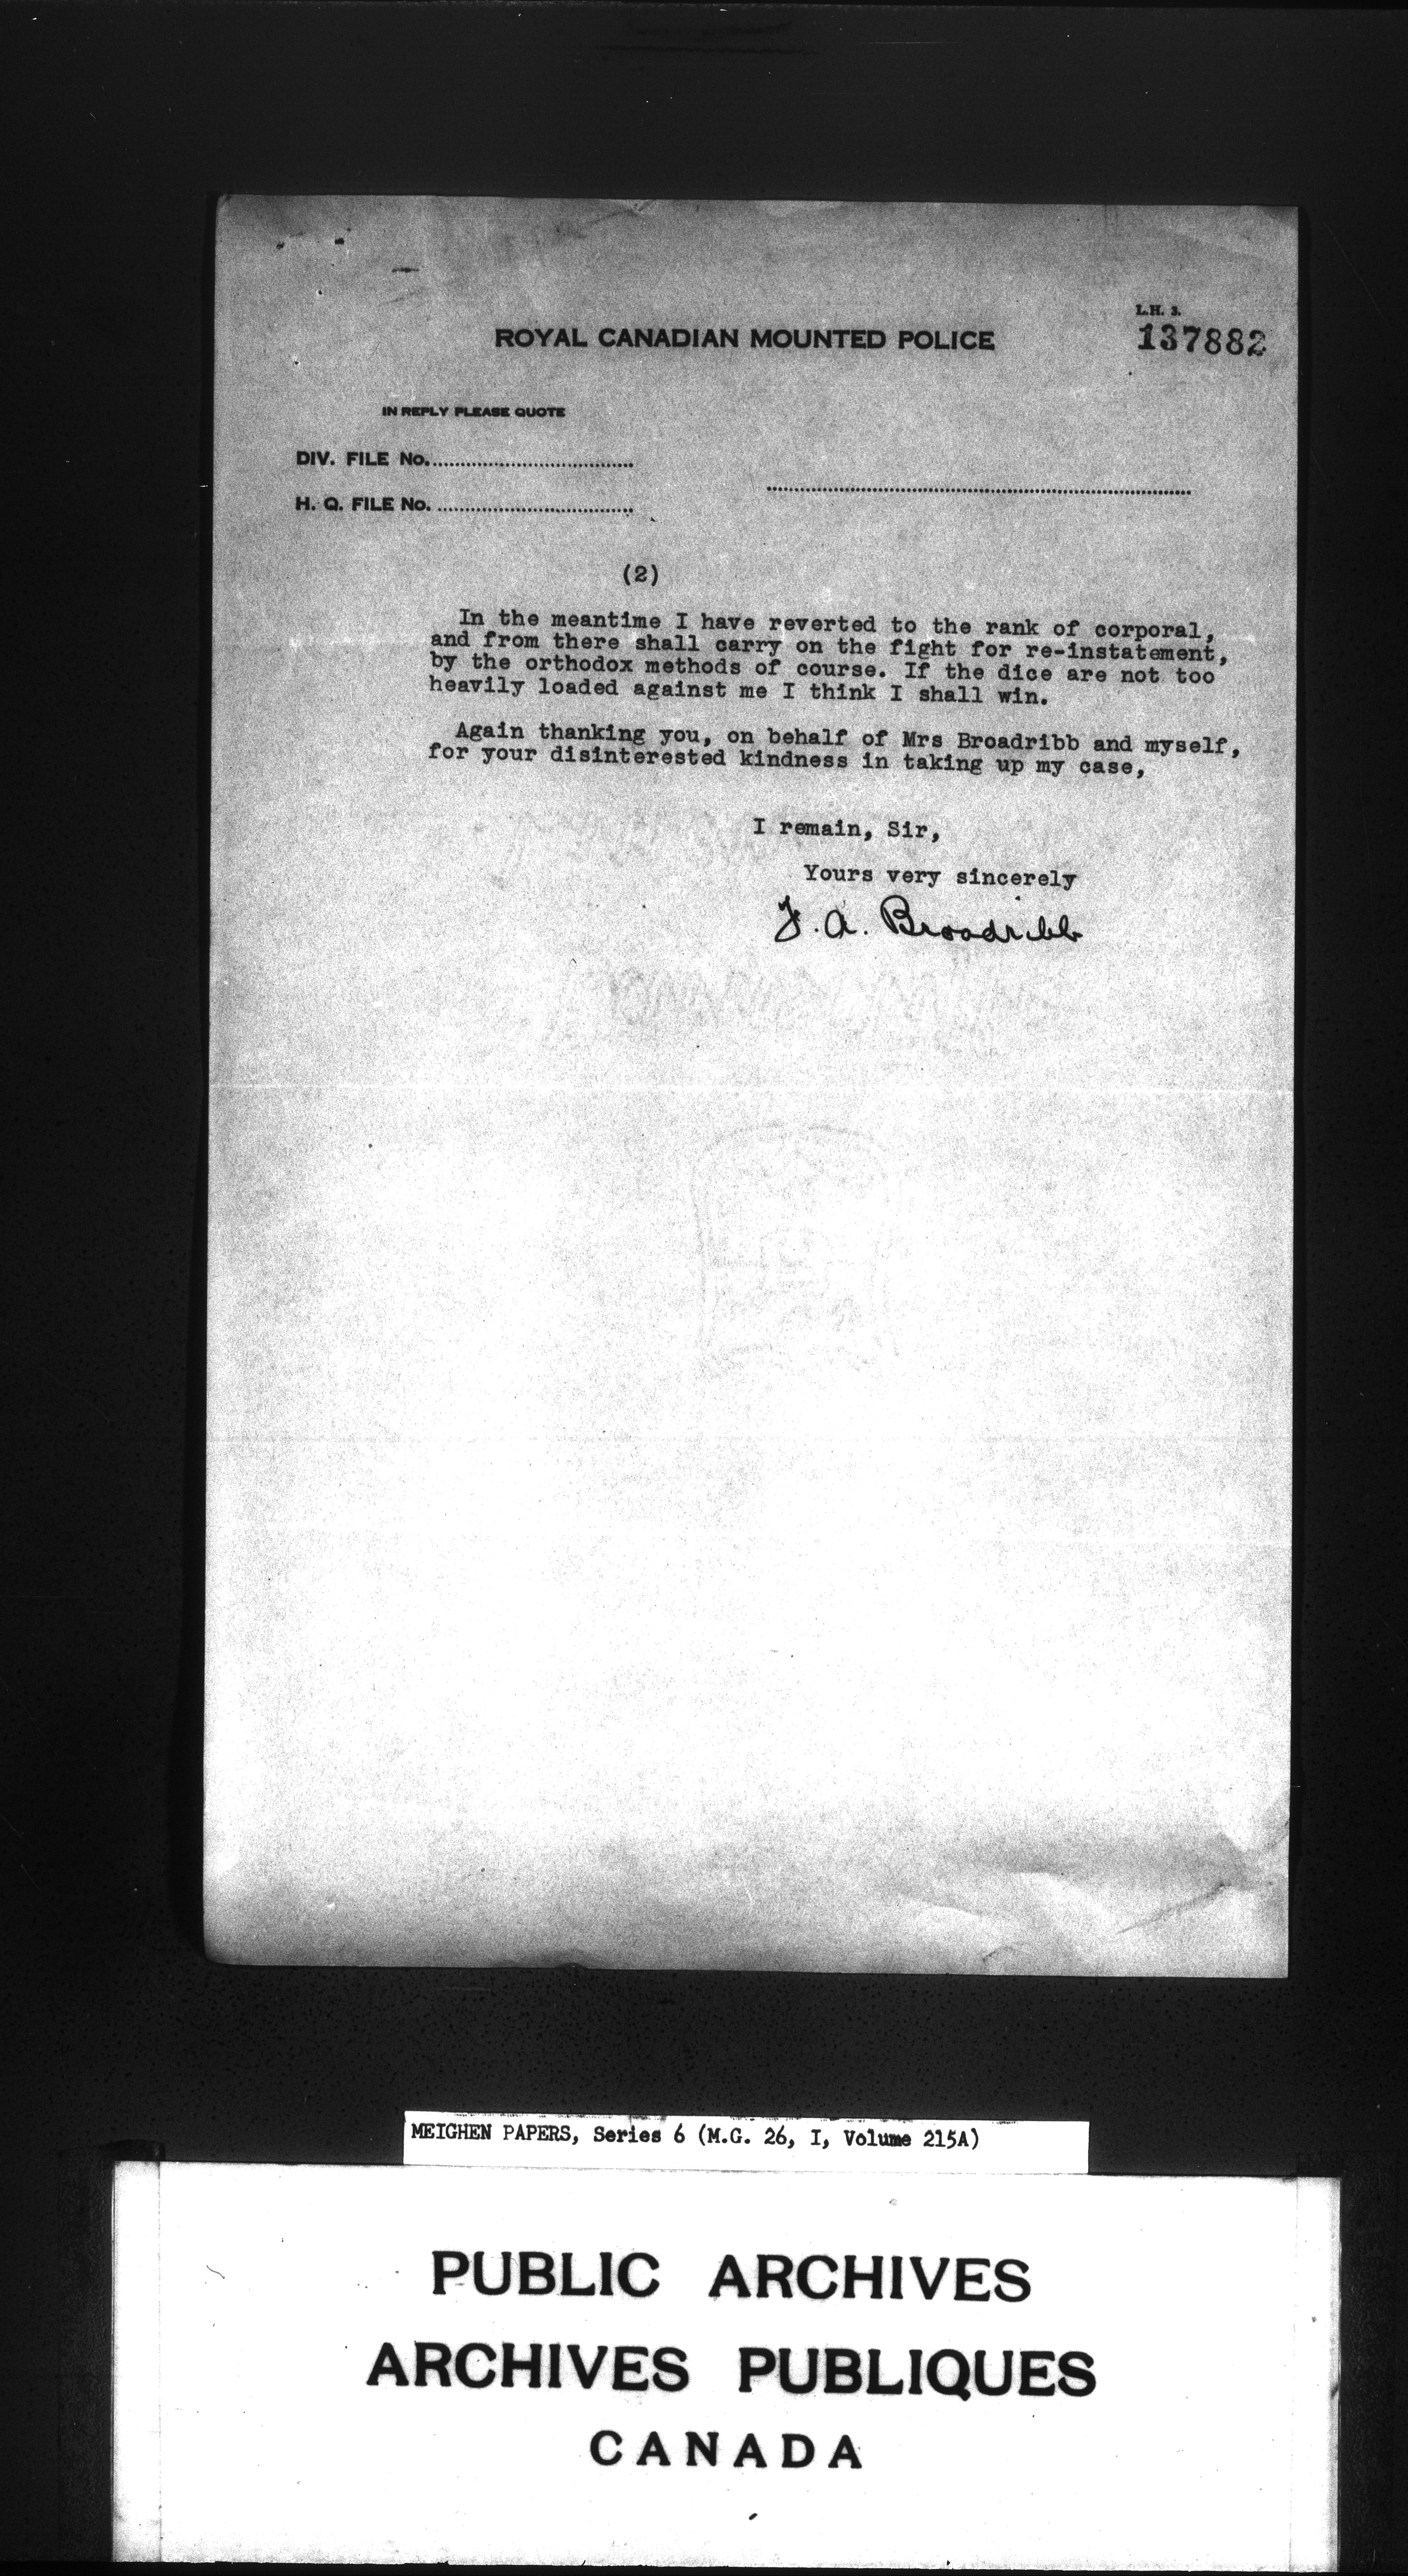 L.H. 3.
ROYAL CANADIAN MOUNTED POLICE
137882
IN REPLY PLEASE QUOTE
DIV. FILE No.
H. Q. FILE No.
(2)
In the meantime I have reverted to the rank of corporal,
and from there shall carry on the fight for re-instatement,
by the orthodox methods of course. If the dice are not too
heavily loaded against me I think I shall win.
Again thanking you, on behalf of Mrs Broadribb and myself,
for your disinterested kindness in taking up my case,
I remain, Sir,
Yours very sincerely
F. A. Broadribb
MEIGHEN PAPERS, Series 6 (M.G. 26, I, Volume 215A)
PUBLIC ARCHIVES
ARCHIVES PUBLIQUES
CANADA